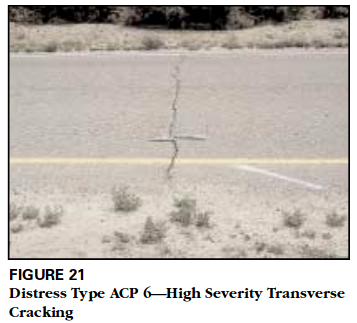 FIGURE 21
Distress Type ACP 6—High Severity Transverse
Cracking